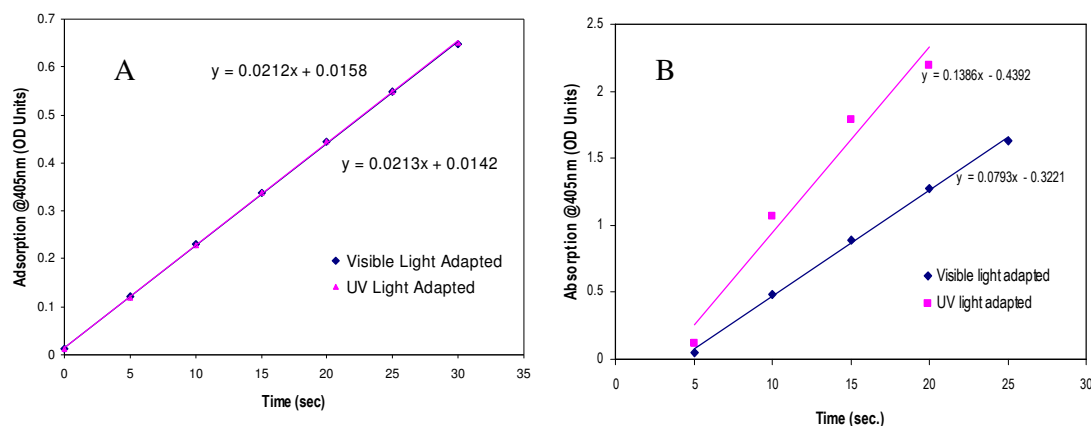 A
0.7
0.6
0.5
0.4
0.3
0.2
0.1
0
0 5 10 15 20 25 30 35
Adsorption @405nm (OD Units)
Time (sec)
y = 0.0212x + 0.0158
y = 0.0213x + 0.0142
Visible Light Adapted
UV Light Adapted
B
2.5
2
1.5
1
0.5
0
0 5 10 15 20 25 30
Absorption @405nm (OD Units)
Time (sec.)
y = 0.1386x - 0.4392
y = 0.0793x - 0.3221
Visible light adapted
UV light adapted